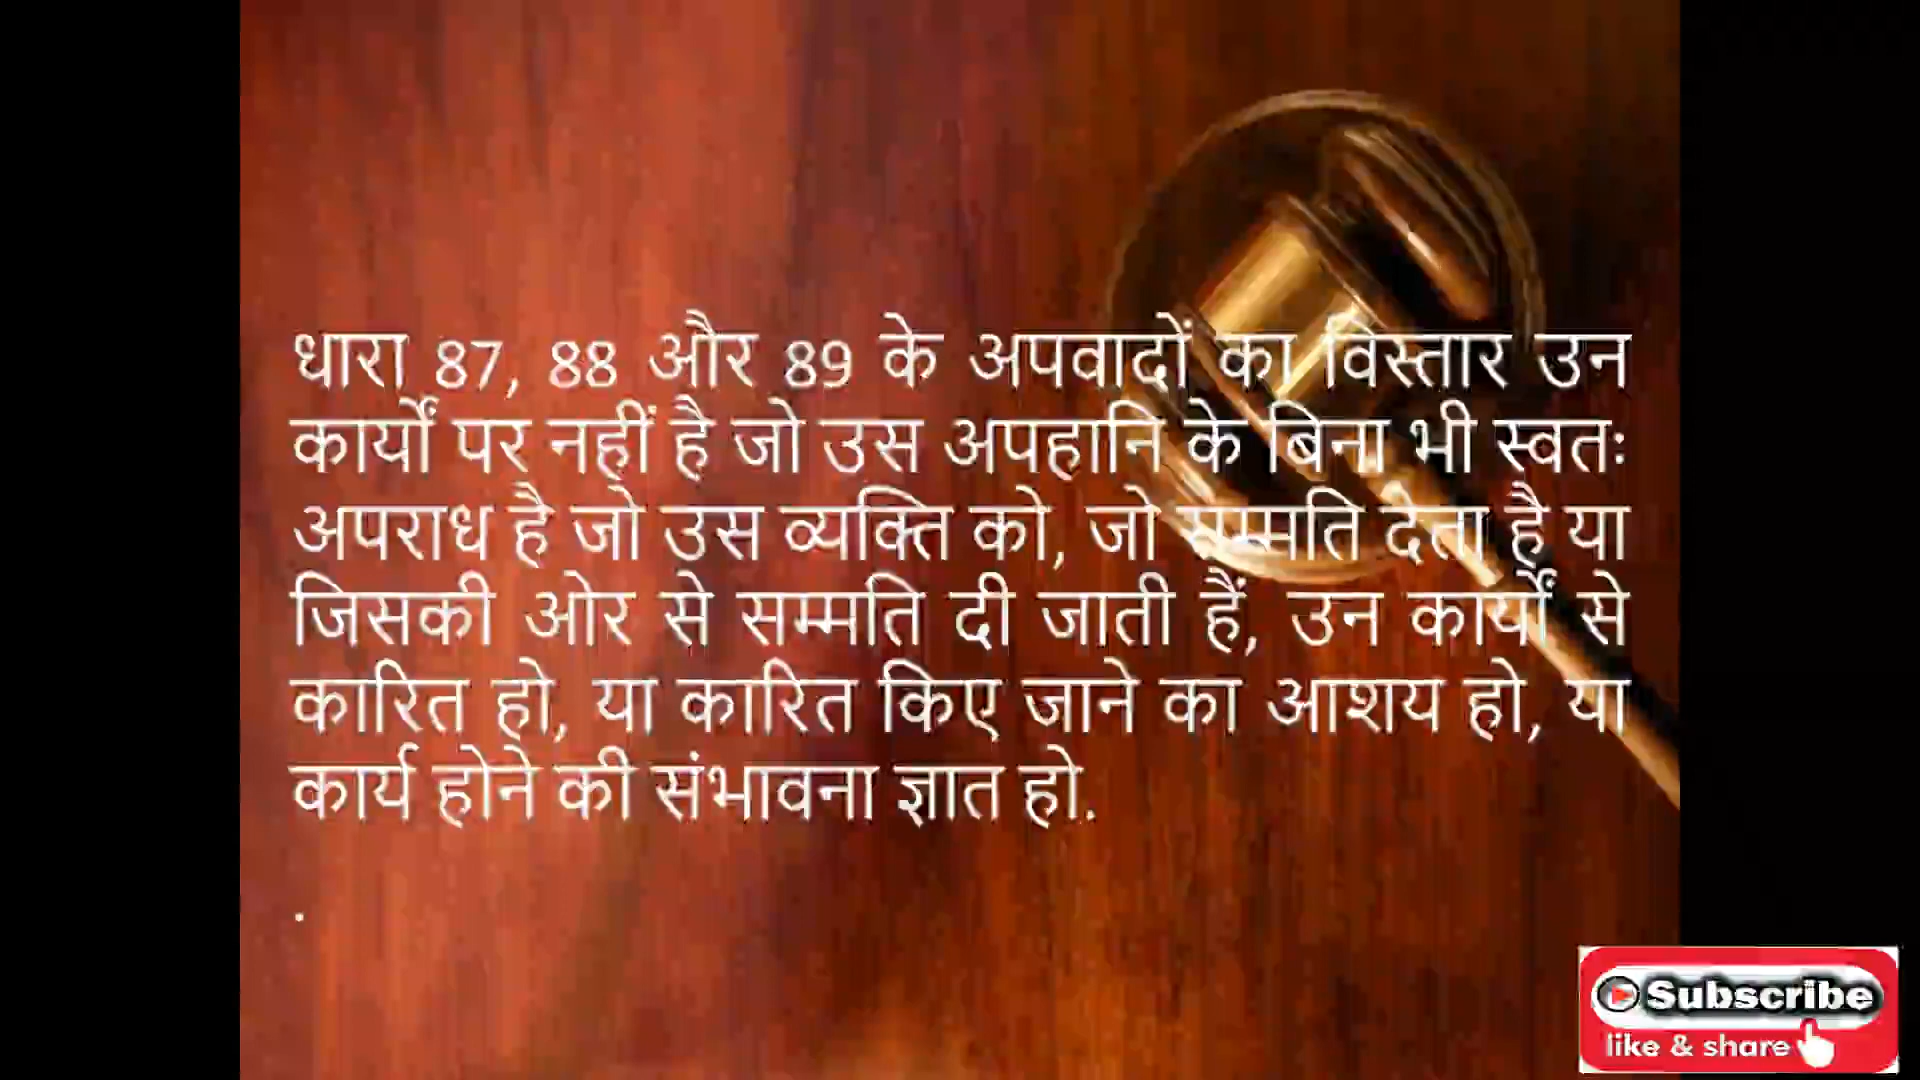 धारा 87, 88 और 89 के अपवादों का विस्तार उन
कार्यों पर नहीं है जो उस अपहानि के बिना भी स्वतः
अपराध है जो उस व्यक्ति को, जो सम्मति देता है या
जिसकी ओर से सम्मति दी जाती हैं, उन कार्यों से
कारित हो, या कारित किए जाने का आशय हो, या
कार्य होने की संभावना ज्ञात हो.
.
Subscribe
like & share